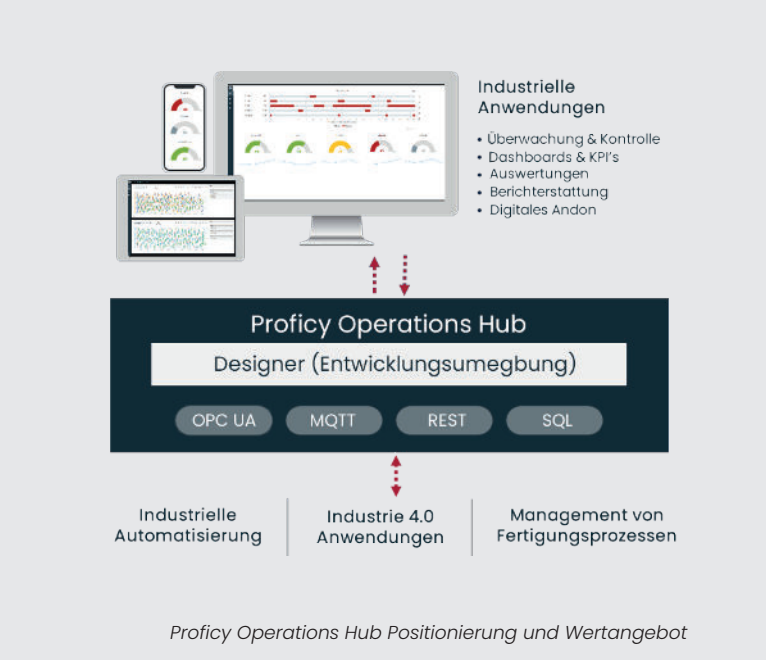 Industrielle
Anwendungen
• Überwachung & Kontrolle
• Dashboards & KPI's
• Auswertungen
• Berichterstattung
• Digitales Andon
Proficy Operations Hub
Designer (Entwicklungsumegbung)
OPC UA
MQTT
REST
SQL
Industrielle
Automatisierung
Industrie 4.0
Anwendungen
Management von
Fertigungsprozessen
Proficy Operations Hub Positionierung und Wertangebot